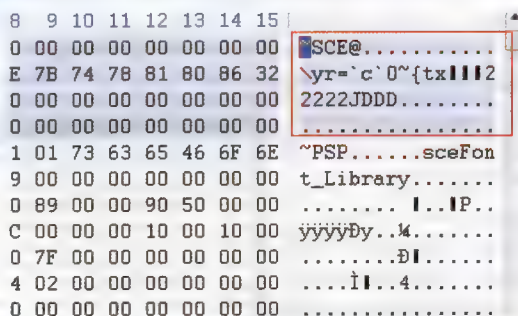 8 9 10 11 12 13 14 15
0 00 00 00 00 00 00 00 ~SCE@...........
E 7B 74 78 81 80 86 32 \yr=`c`0~{tx▮▮▮2
0 00 00 00 00 00 00 00 2222JDDD........
0 00 00 00 00 00 00 00 ................
1 01 73 63 65 46 6F 6E ~PSP......sceFon
9 00 00 00 00 00 00 00 t_Library.......
0 89 00 00 90 50 00 00 ........ ▮..▮P..
C 00 00 00 10 00 10 00 ÿÿÿÿÐy..¼.......
0 7F 00 00 00 00 00 00 ........Ð▮......
4 02 00 00 00 00 00 00 ....Ì▮..4.......
0 00 00 00 00 00 00 00 ................